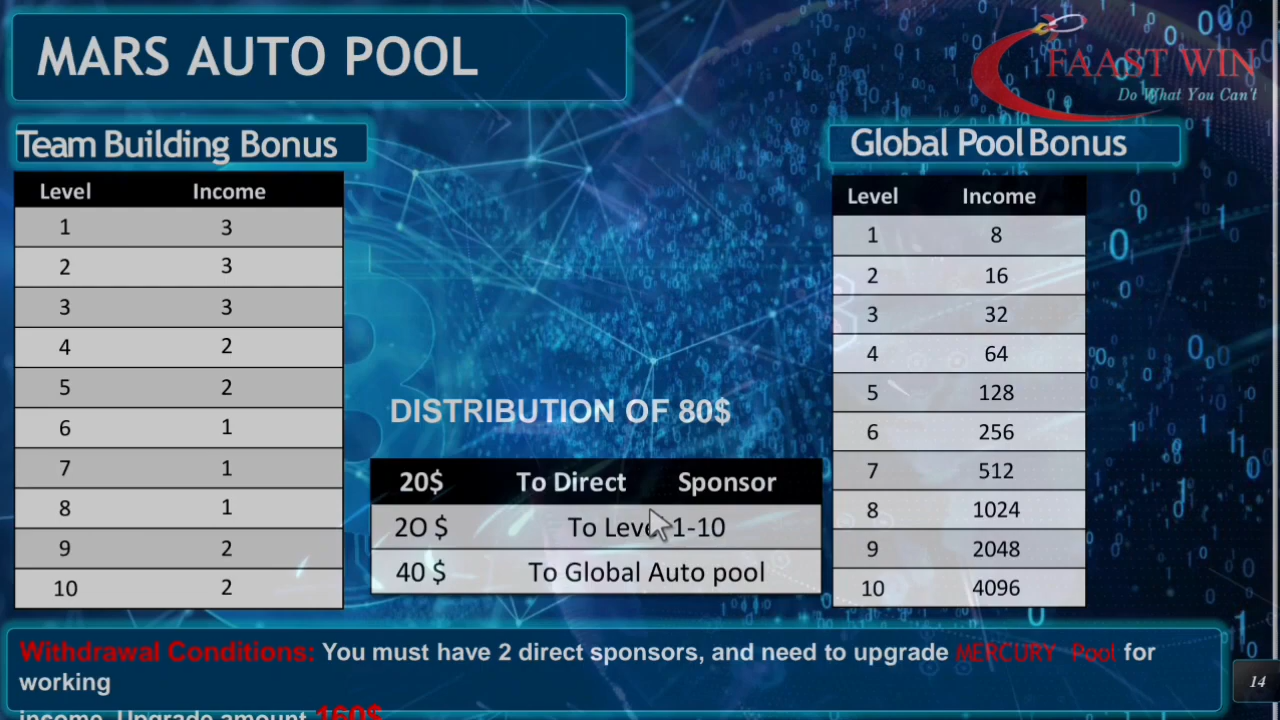 MARS AUTO POOL
FAAST WIN
Do What You Can't
Team Building Bonus
Level Income
1 3
2 3
3 3
4 2
5 2
6 1
7 1
8 1
9 2
10 2
DISTRIBUTION OF 80$
20$ To Direct Sponsor
2O $ To Level 1-10
40 $ To Global Auto pool
Global Pool Bonus
Level Income
1 8
2 16
3 32
4 64
5 128
6 256
7 512
8 1024
9 2048
10 4096
Withdrawal Conditions: You must have 2 direct sponsors, and need to upgrade MERCURY Pool for
working
income. Upgrade amount 160$
14